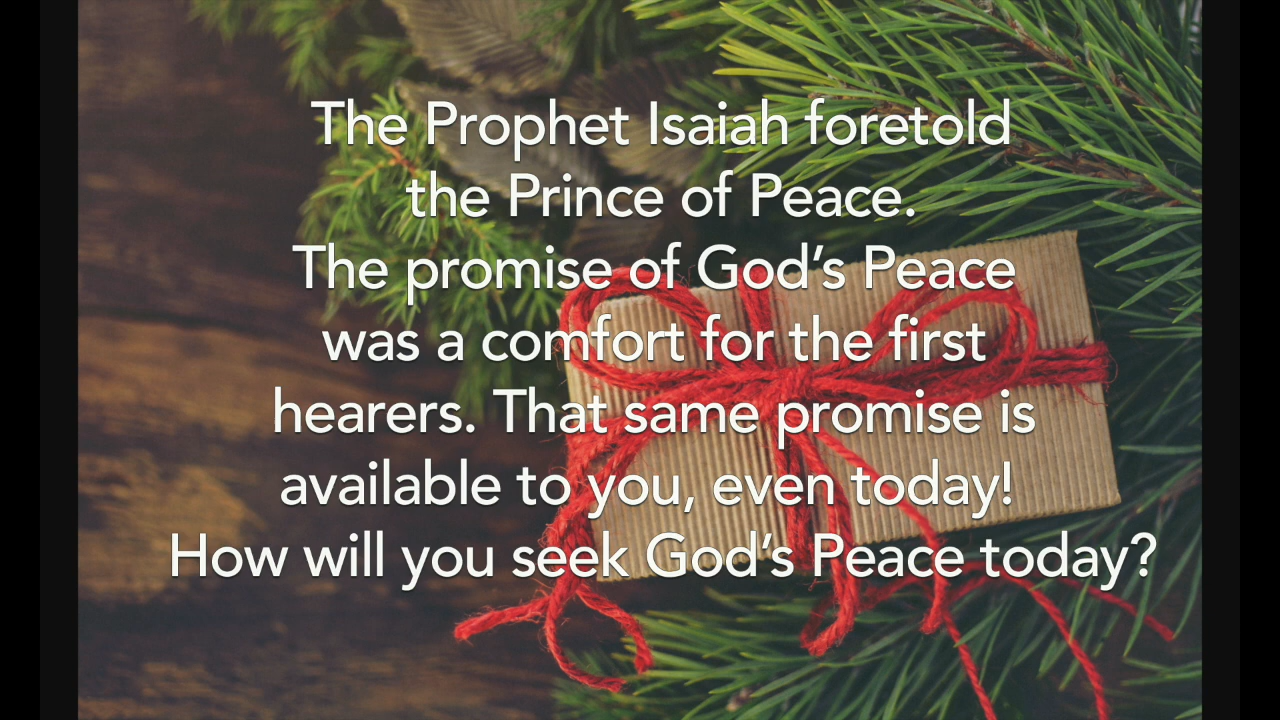 The Prophet Isaiah foretold
the Prince of Peace.
The promise of God’s Peace
was a comfort for the first
hearers. That same promise is
available to you, even today!
How will you seek God’s Peace today?